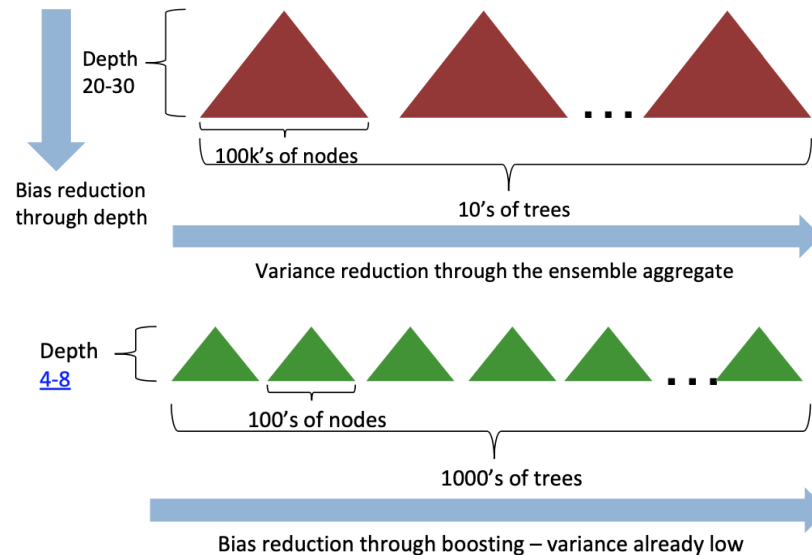 Depth
20-30
100k's of nodes
Bias reduction
through depth
10's of trees
Variance reduction through the ensemble aggregate
Depth
4-8
100's of nodes
1000's of trees
Bias reduction through boosting – variance already low